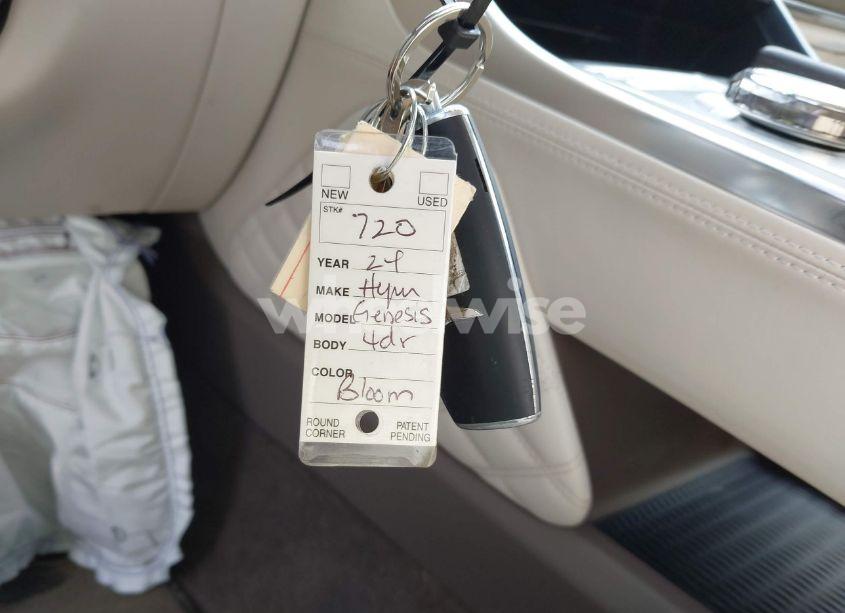 NEW USED
STK#
720
YEAR 24
MAKE Hyun
MODEL Genesis
BODY 4dr
COLOR
Bloom
ROUND CORNER PATENT PENDING